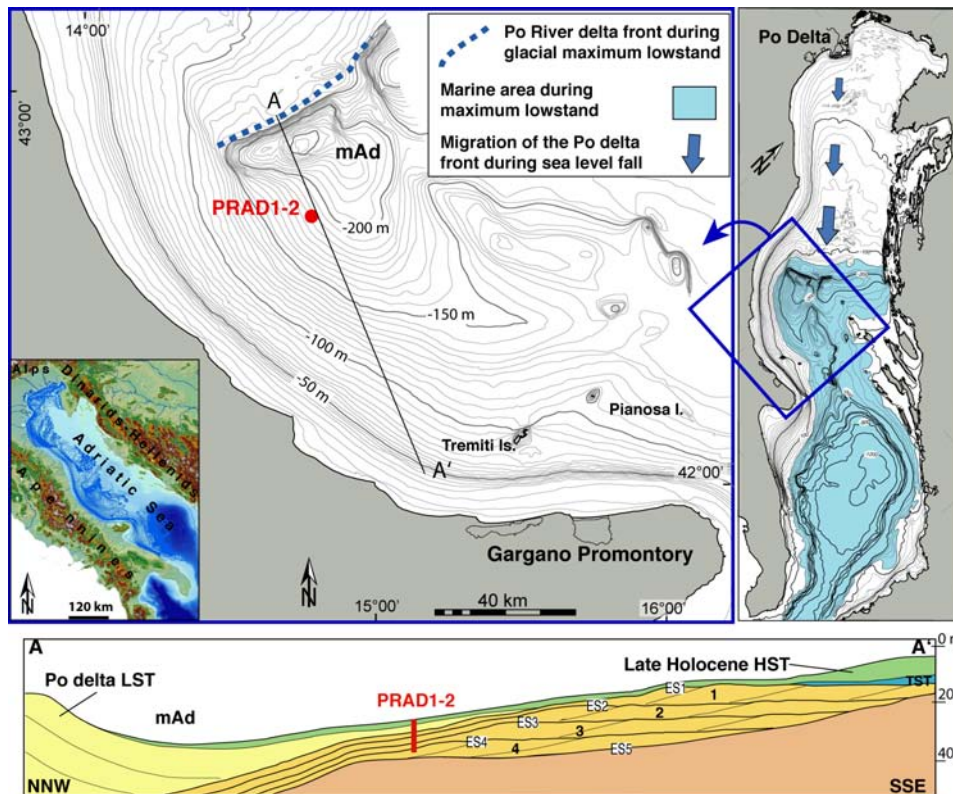 14°00'
43°00'
Po River delta front during
glacial maximum lowstand
Marine area during
maximum lowstand
Migration of the Po delta
front during sea level fall
A
mAd
PRAD1-2
-200 m
-150 m
-100 m
-50 m
Pianosa I.
Tremiti Is.
A'
42°00'
Gargano Promontory
N
15°00'
40 km
16°00'
Alps
Dinarids-Hellenids
Adriatic Sea
Apennines
N
120 km
Po Delta
N
A
A'
Po delta LST
mAd
PRAD1-2
Late Holocene HST
TST
ES1
1
ES2
2
ES3
3
ES4
4
ES5
20
40
NNW
SSE